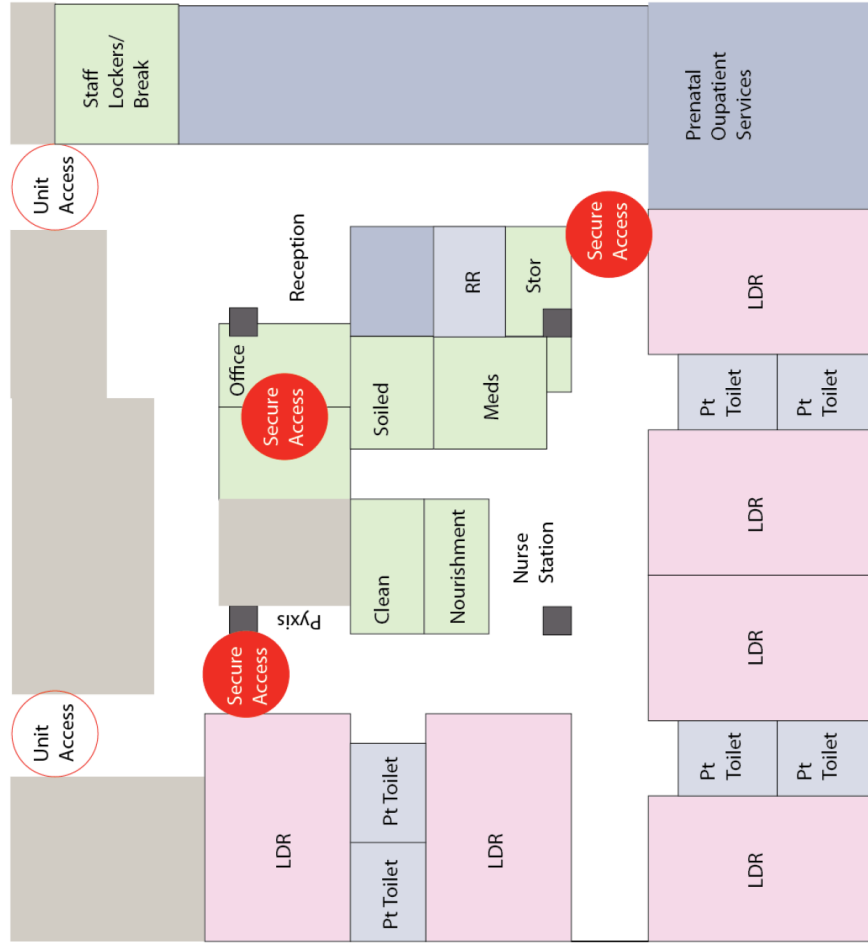 Unit
Access
Unit
Access
Staff
Lockers/
Break
Secure
Access
Office
LDR
Pyxis
Secure
Access
Reception
Pt Toilet
Pt Toilet
Clean
Soiled
Nourishment
RR
LDR
Meds
Stor
Nurse
Station
Secure
Access
Prenatal
Oupatient
Services
Pt
Toilet
Pt
Toilet
LDR
LDR
LDR
LDR
Pt
Toilet
Pt
Toilet